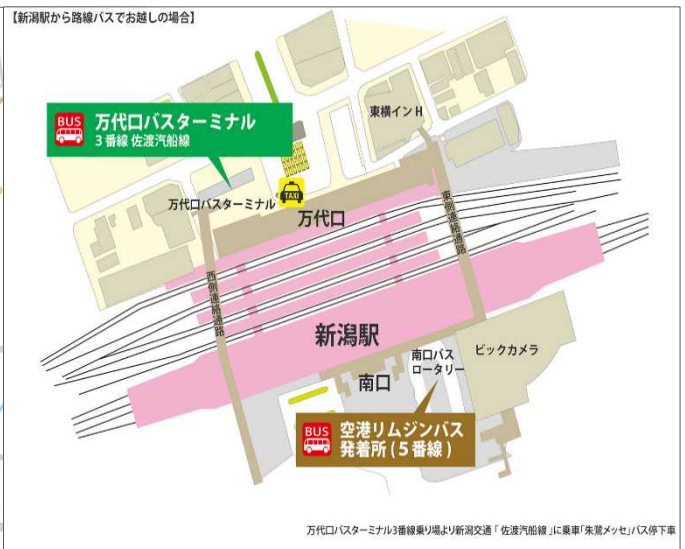 【新潟駅から路線バスでお越しの場合】
東横イン H
BUS
万代口バスターミナル
3 番線 佐渡汽船線
万代口バスターミナル
TAXI
万代口
東側連絡通路
西側連絡通路
新潟駅
南口バス
ロータリー
ビックカメラ
南口
BUS
空港リムジンバス
発着所 ( 5 番線 )
万代口バスターミナル3番線乗り場より新潟交通「 佐渡汽船線 」に乗車「朱鷺メッセ」バス停下車